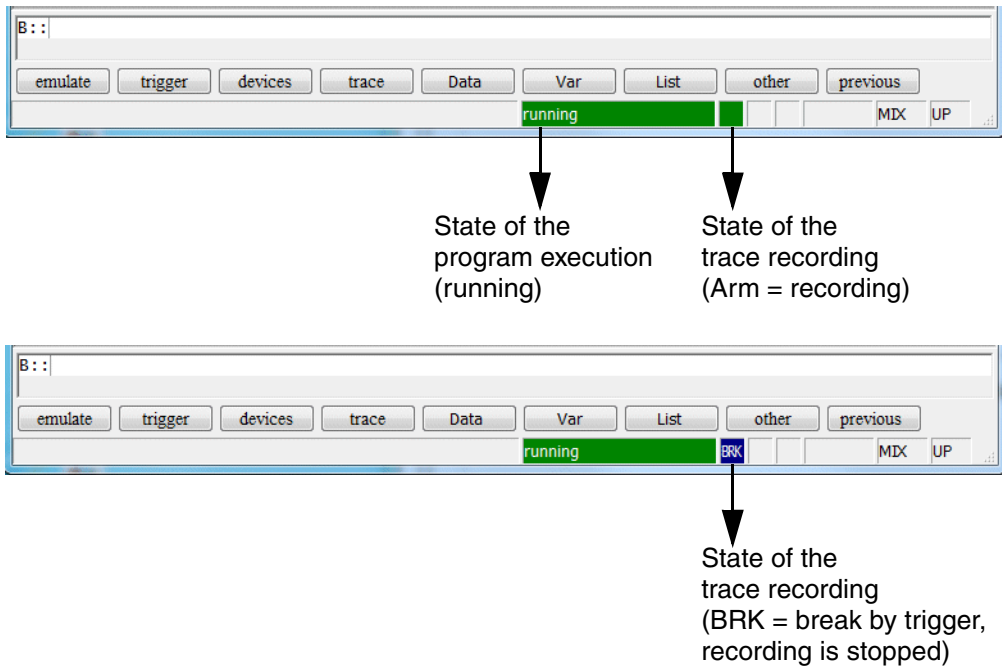 B::
emulate trigger devices trace Data Var List other previous
running MIX UP
State of the
program execution
(running)
State of the
trace recording
(Arm = recording)
B::
emulate trigger devices trace Data Var List other previous
running BRK MIX UP
State of the
trace recording
(BRK = break by trigger,
recording is stopped)